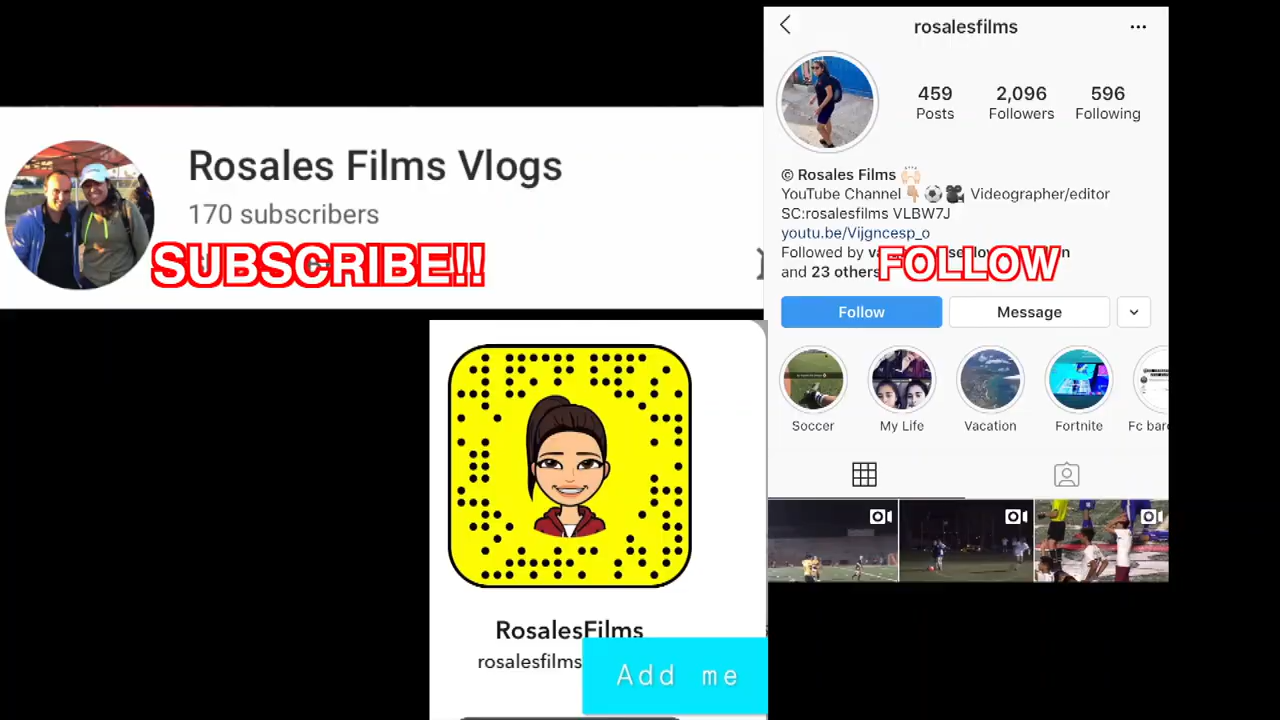 Rosales Films Vlogs
170 subscribers
SUBSCRIBE!!
rosalesfilms
459
2,096
596
Posts
Followers
Following
© Rosales Films 🙌🏻
YouTube Channel 👇🏼⚽🎥 Videographer/editor
SC:rosalesfilms VLBW7J
youtu.be/Vijgncesp_o
Followed by
and 23 others
FOLLOW
Follow
Message
Soccer
My Life
Vacation
Fortnite
Fc barc
RosalesFilms
rosalesfilms
Add me